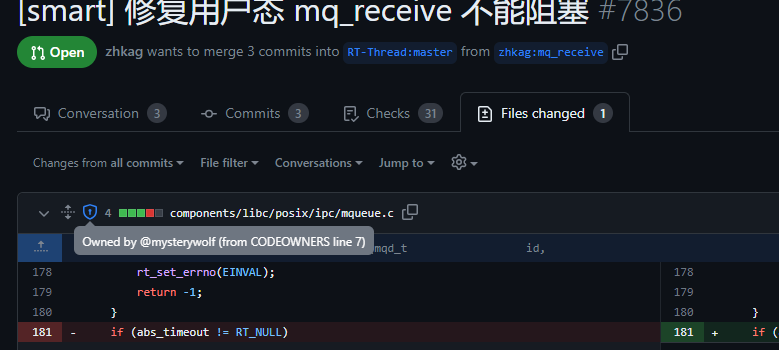 [smart] 修复用户态 mq_receive 不能阻塞 #7836
Open zhkag wants to merge 3 commits into RT-Thread:master from zhkag:mq_receive
Conversation 3 Commits 3 Checks 31 Files changed 1
Changes from all commits File filter Conversations Jump to
4 components/libc/posix/ipc/mqueue.c
Owned by @mysterywolf (from CODEOWNERS line 7)
mqd_t id,
178 rt_set_errno(EINVAL); 178
179 return -1; 179
180 } 180 }
181 - if (abs_timeout != RT_NULL) 181 + if (